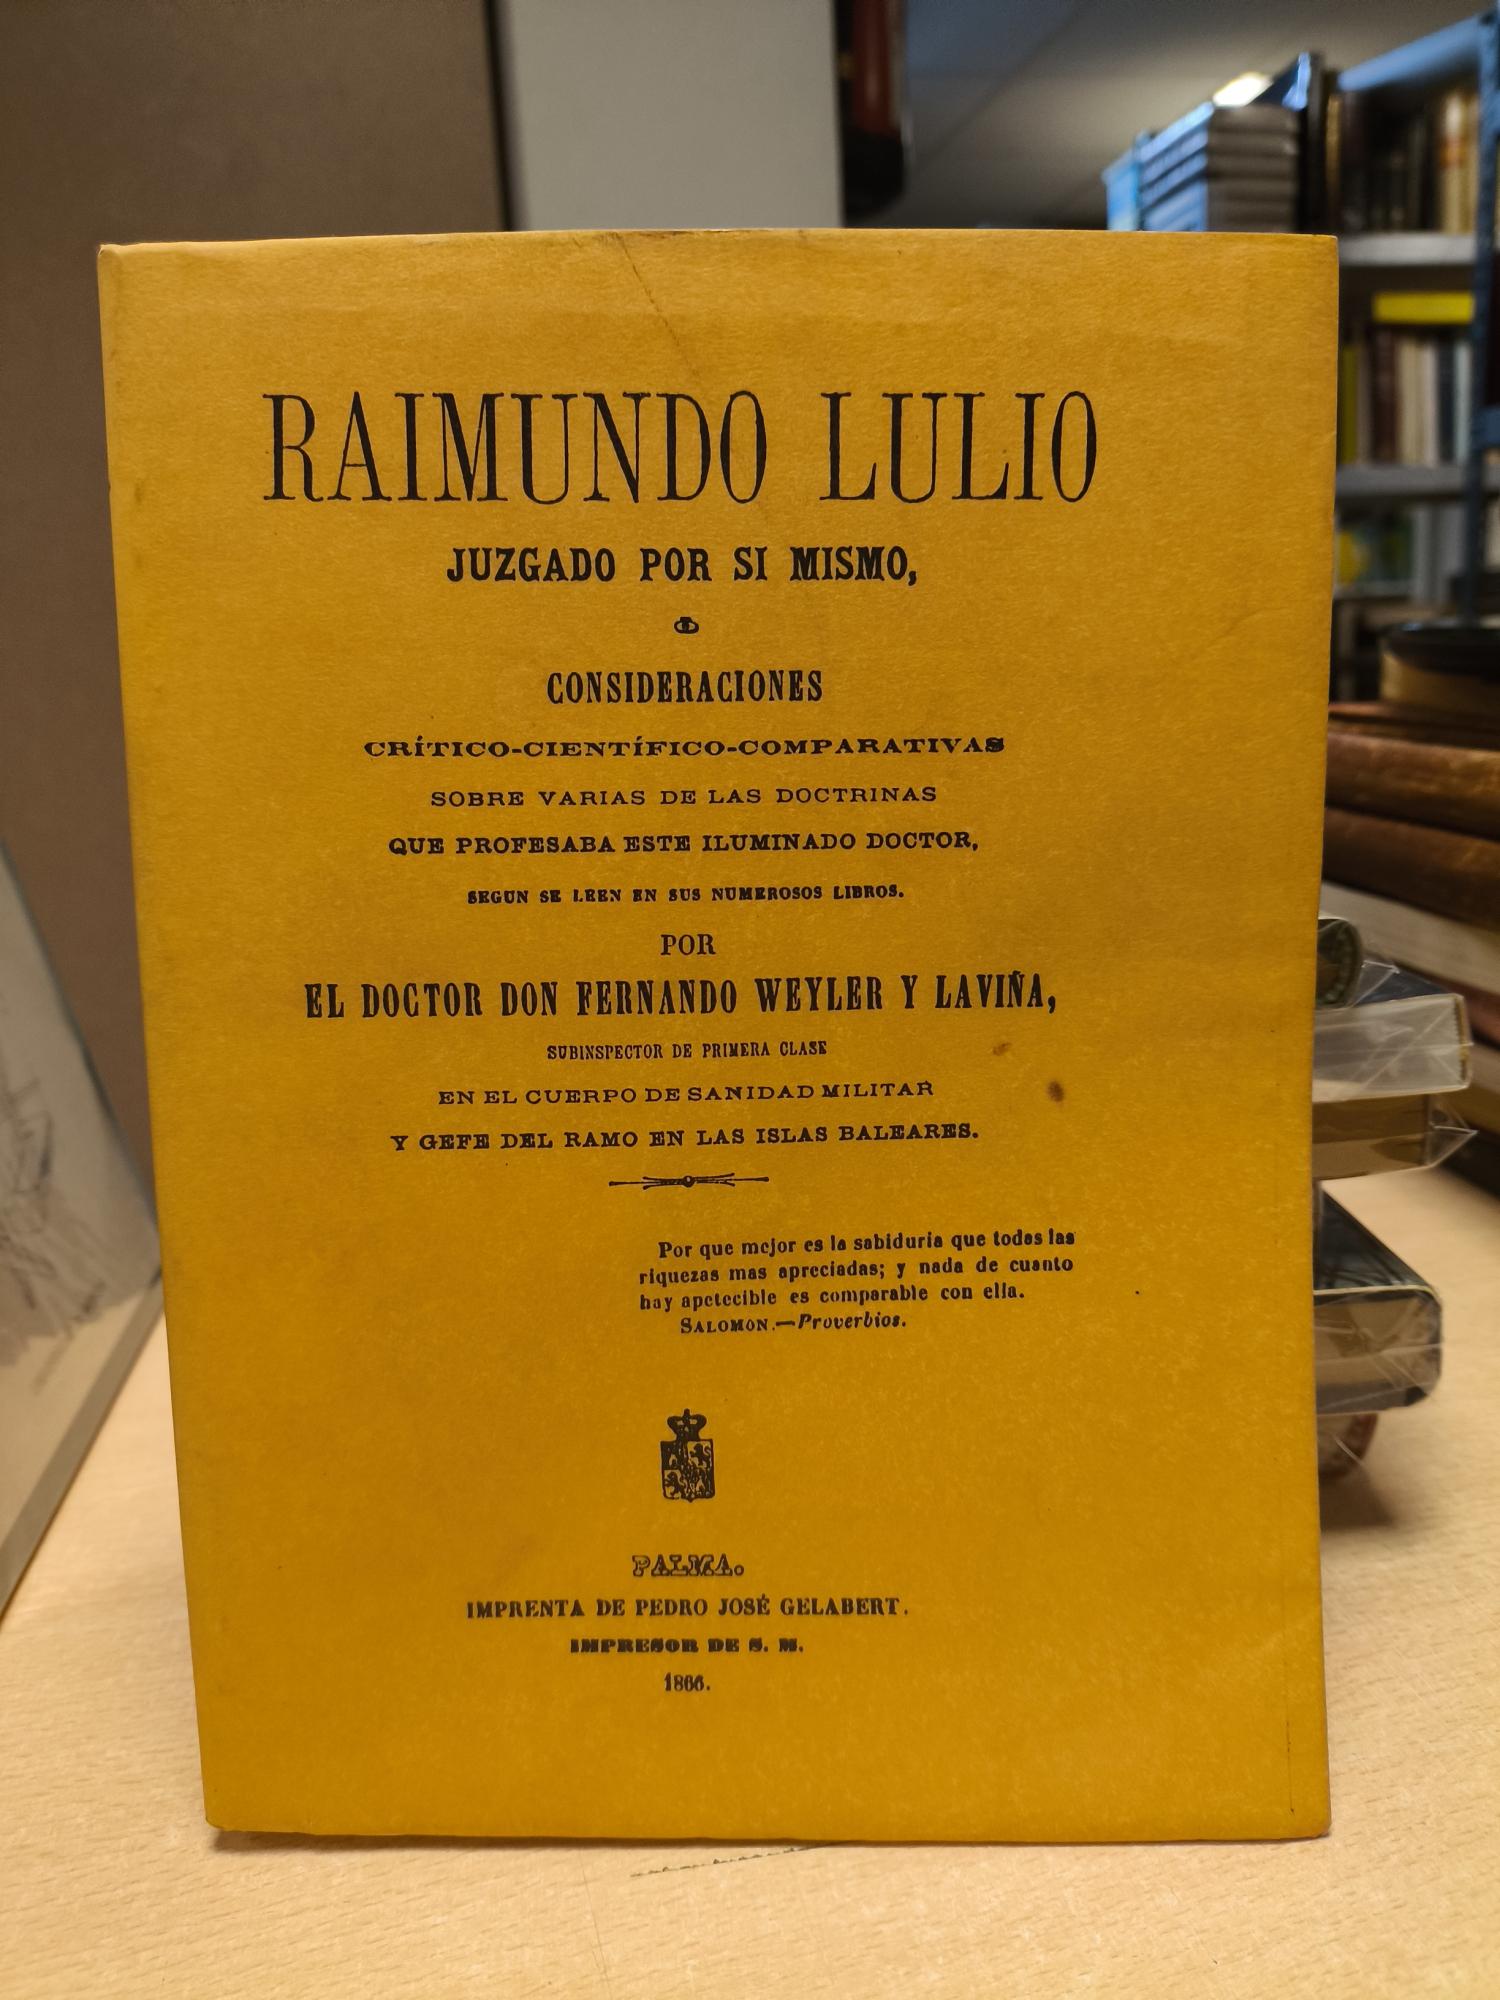 RAIMUNDO LULIO
JUZGADO POR SI MISMO,
Ó
CONSIDERACIONES
CRÍTICO-CIENTÍFICO-COMPARATIVAS
SOBRE VARIAS DE LAS DOCTRINAS
QUE PROFESABA ESTE ILUMINADO DOCTOR,
SEGUN SE LEEN EN SUS NUMEROSOS LIBROS.
POR
EL DOCTOR DON FERNANDO WEYLER Y LAVIÑA,
SUBINSPECTOR DE PRIMERA CLASE
EN EL CUERPO DE SANIDAD MILITAR
Y GEFE DEL RAMO EN LAS ISLAS BALEARES.
Por que mejor es la sabiduria que todas las
riquezas mas apreciadas; y nada de cuanto
hay apetecible es comparable con ella.
SALOMON.—Proverbios.
PALMA.
IMPRENTA DE PEDRO JOSÉ GELABERT.
IMPRESOR DE S. M.
1866.